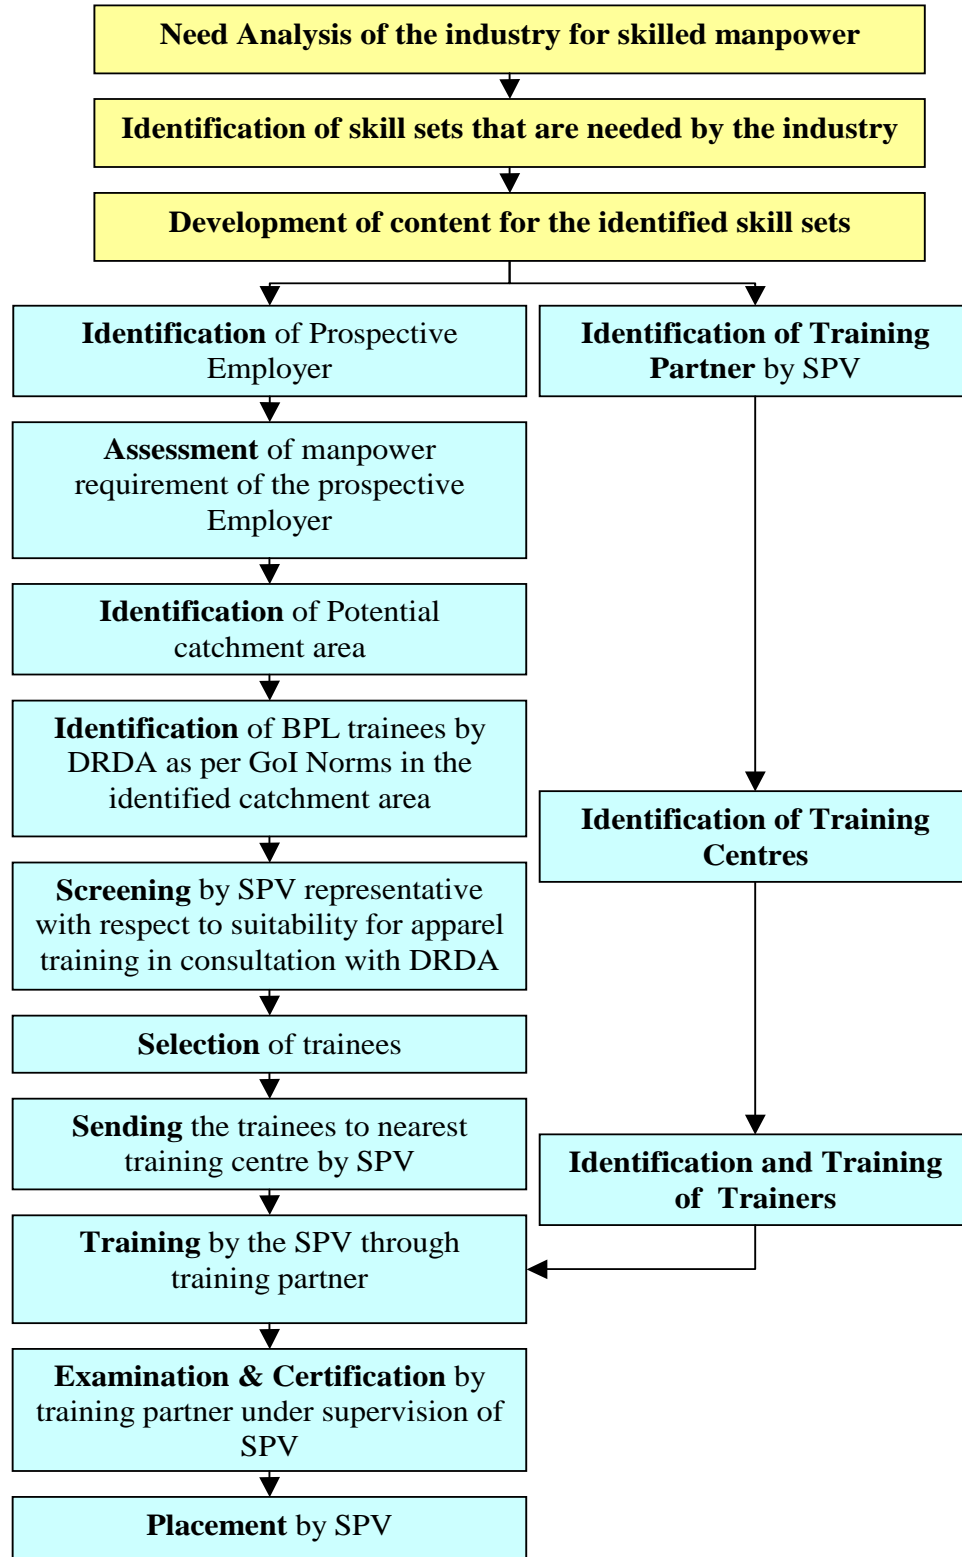 Need Analysis of the industry for skilled manpower
Identification of skill sets that are needed by the industry
Development of content for the identified skill sets
Identification of Prospective
Employer
Assessment of manpower
requirement of the prospective
Employer
Identification of Potential
catchment area
Identification of BPL trainees by
DRDA as per GoI Norms in the
identified catchment area
Screening by SPV representative
with respect to suitability for apparel
training in consultation with DRDA
Selection of trainees
Sending the trainees to nearest
training centre by SPV
Identification of Training
Partner by SPV
Identification of Training
Centres
Identification and Training
of Trainers
Training by the SPV through
training partner
Examination & Certification by
training partner under supervision of
SPV
Placement by SPV